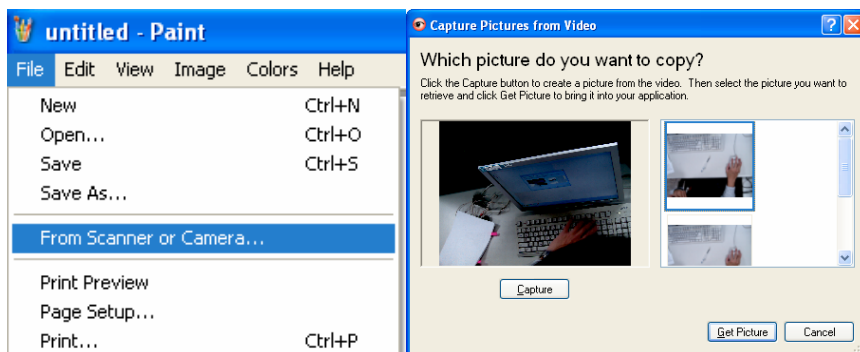 untitled - Paint
File Edit View Image Colors Help
New Ctrl+N
Open... Ctrl+O
Save Ctrl+S
Save As...
From Scanner or Camera...
Print Preview
Page Setup...
Print... Ctrl+P
Capture Pictures from Video
Which picture do you want to copy?
Click the Capture button to create a picture from the video. Then select the picture you want to
retrieve and click Get Picture to bring it into your application.
Capture
Get Picture Cancel